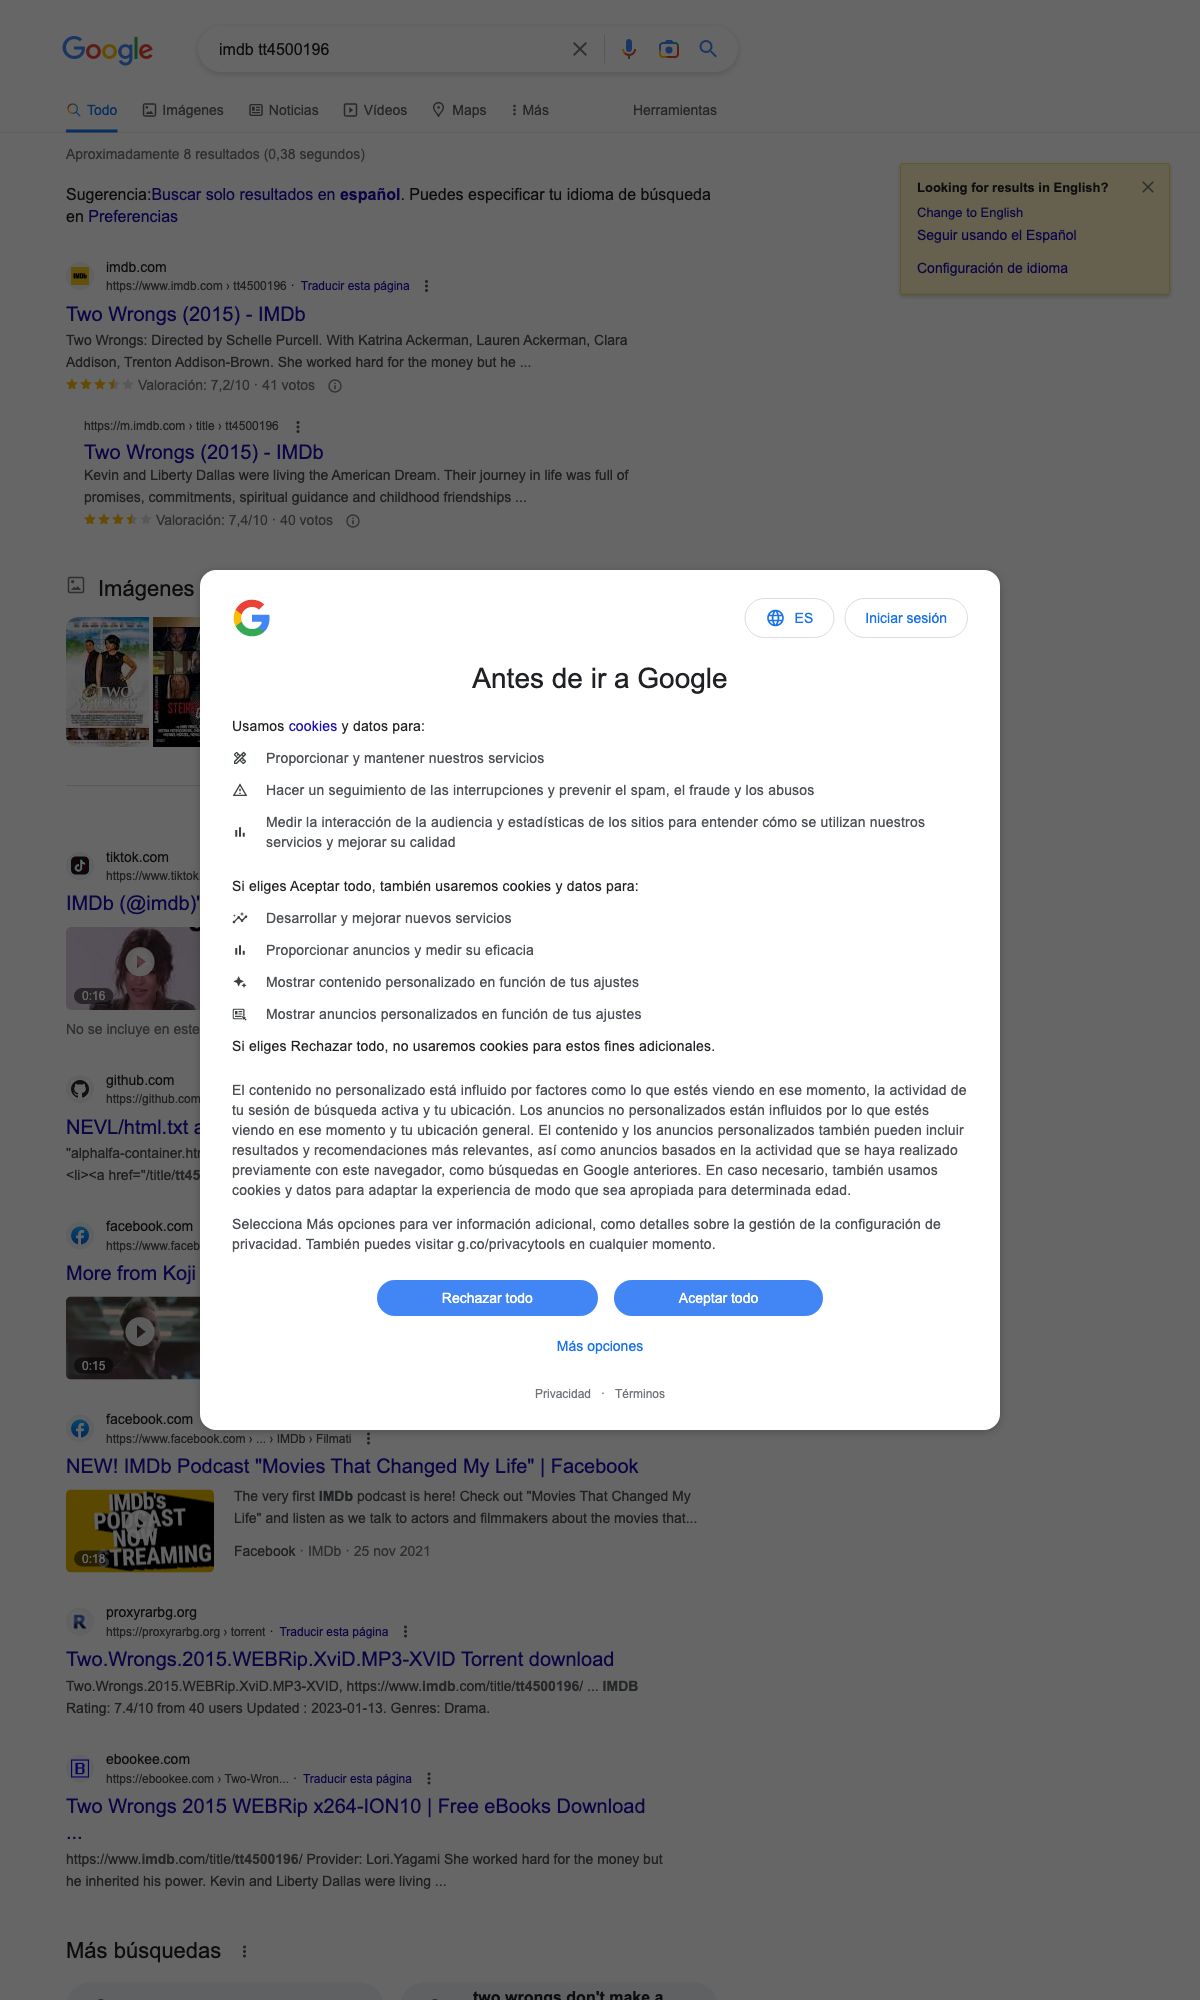 Google
imdb tt4500196
Todo
Imágenes
Noticias
Vídeos
Maps
Más
Herramientas
Aproximadamente 8 resultados (0,38 segundos)
Sugerencia:Buscar solo resultados en español. Puedes especificar tu idioma de búsqueda
en Preferencias
Looking for results in English?
Change to English
Seguir usando el Español
Configuración de idioma
imdb.com
https://www.imdb.com › tt4500196 · Traducir esta página
Two Wrongs (2015) - IMDb
Two Wrongs: Directed by Schelle Purcell. With Katrina Ackerman, Lauren Ackerman, Clara
Addison, Trenton Addison-Brown. She worked hard for the money but he ...
Valoración: 7,2/10 · 41 votos
https://m.imdb.com › title › tt4500196
Two Wrongs (2015) - IMDb
Kevin and Liberty Dallas were living the American Dream. Their journey in life was full of
promises, commitments, spiritual guidance and childhood friendships ...
Valoración: 7,4/10 · 40 votos
Imágenes
ES
Iniciar sesión
Antes de ir a Google
Usamos cookies y datos para:
Proporcionar y mantener nuestros servicios
Hacer un seguimiento de las interrupciones y prevenir el spam, el fraude y los abusos
Medir la interacción de la audiencia y estadísticas de los sitios para entender cómo se utilizan nuestros
servicios y mejorar su calidad
Si eliges Aceptar todo, también usaremos cookies y datos para:
Desarrollar y mejorar nuevos servicios
Proporcionar anuncios y medir su eficacia
Mostrar contenido personalizado en función de tus ajustes
Mostrar anuncios personalizados en función de tus ajustes
Si eliges Rechazar todo, no usaremos cookies para estos fines adicionales.
El contenido no personalizado está influido por factores como lo que estés viendo en ese momento, la actividad de
tu sesión de búsqueda activa y tu ubicación. Los anuncios no personalizados están influidos por lo que estés
viendo en ese momento y tu ubicación general. El contenido y los anuncios personalizados también pueden incluir
resultados y recomendaciones más relevantes, así como anuncios basados en la actividad que se haya realizado
previamente con este navegador, como búsquedas en Google anteriores. En caso necesario, también usamos
cookies y datos para adaptar la experiencia de modo que sea apropiada para determinada edad.
Selecciona Más opciones para ver información adicional, como detalles sobre la gestión de la configuración de
privacidad. También puedes visitar g.co/privacytools en cualquier momento.
Rechazar todo
Aceptar todo
Más opciones
Privacidad · Términos
tiktok.com
https://www.tiktok
IMDb (@imdb)'
0:16
No se incluye en este
github.com
https://github.com
NEVL/html.txt a
"alphalfa-container.ht
<li><a href="/title/tt45
facebook.com
https://www.faceb
More from Koji
0:15
facebook.com
https://www.facebook.com › ... › IMDb › Filmati
NEW! IMDb Podcast "Movies That Changed My Life" | Facebook
IMDb's
PODCAST
NOW
STREAMING
0:18
The very first IMDb podcast is here! Check out "Movies That Changed My
Life" and listen as we talk to actors and filmmakers about the movies that...
Facebook · IMDb · 25 nov 2021
proxyrarbg.org
https://proxyrarbg.org › torrent · Traducir esta página
Two.Wrongs.2015.WEBRip.XviD.MP3-XVID Torrent download
Two.Wrongs.2015.WEBRip.XviD.MP3-XVID, https://www.imdb.com/title/tt4500196/ ... IMDB
Rating: 7.4/10 from 40 users Updated : 2023-01-13. Genres: Drama.
ebookee.com
https://ebookee.com › Two-Wron... · Traducir esta página
Two Wrongs 2015 WEBRip x264-ION10 | Free eBooks Download
...
https://www.imdb.com/title/tt4500196/ Provider: Lori.Yagami She worked hard for the money but
he inherited his power. Kevin and Liberty Dallas were living ...
Más búsquedas
two wrongs don't make a